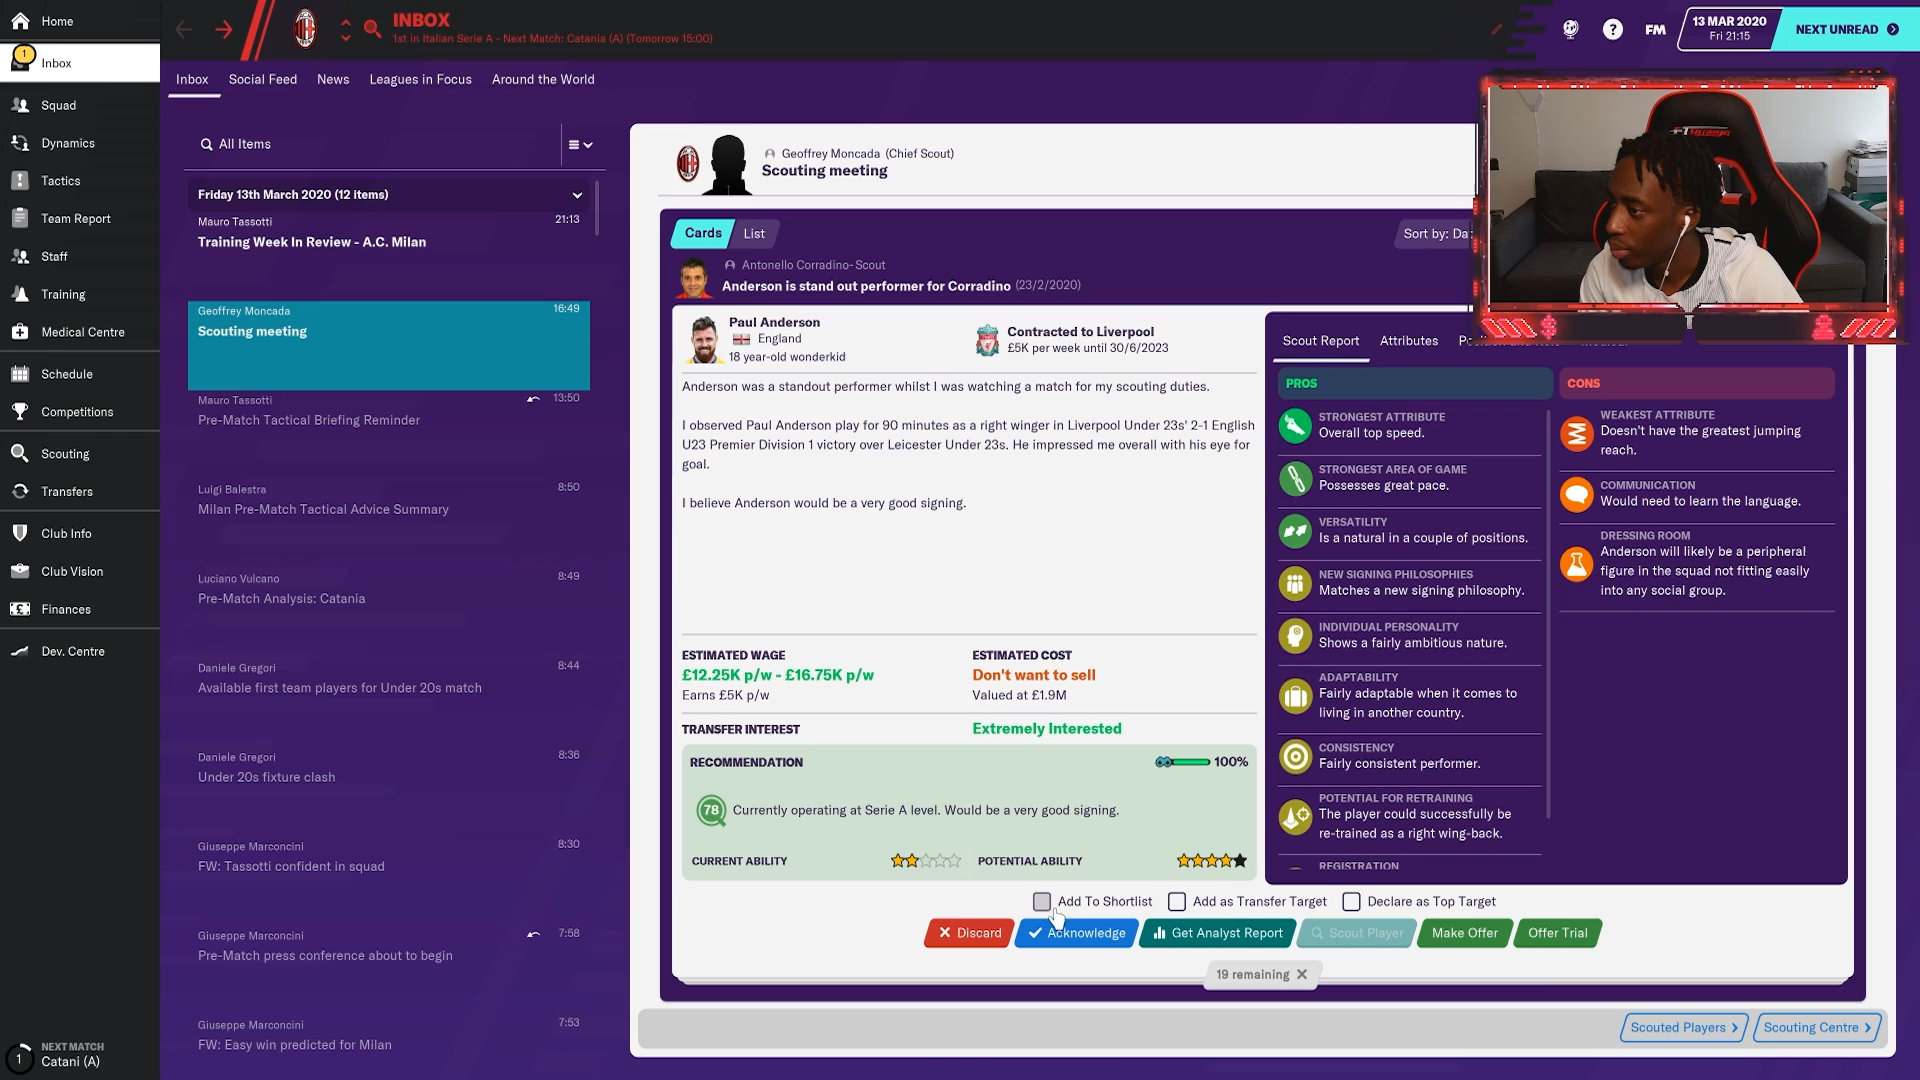 Home
INBOX
1st in Italian Serie A - Next Match: Catania (A) (Tomorrow 15:00)
FM
13 MAR 2020
Fri 21:15
NEXT UNREAD
1
Inbox
Squad
Dynamics
Tactics
Team Report
Staff
Training
Medical Centre
Schedule
Competitions
Scouting
Transfers
Club Info
Club Vision
Finances
Dev. Centre
1
NEXT MATCH
Catani (A)
Inbox
Social Feed
News
Leagues in Focus
Around the World
All Items
Friday 13th March 2020 (12 items)
Mauro Tassotti
21:13
Training Week In Review - A.C. Milan
Geoffrey Moncada
16:49
Scouting meeting
Mauro Tassotti
13:50
Pre-Match Tactical Briefing Reminder
Luigi Balestra
8:50
Milan Pre-Match Tactical Advice Summary
Luciano Vulcano
8:49
Pre-Match Analysis: Catania
Daniele Gregori
8:44
Available first team players for Under 20s match
Daniele Gregori
8:36
Under 20s fixture clash
Giuseppe Marconcini
8:30
FW: Tassotti confident in squad
Giuseppe Marconcini
7:58
Pre-Match press conference about to begin
Giuseppe Marconcini
7:53
FW: Easy win predicted for Milan
Geoffrey Moncada (Chief Scout)
Scouting meeting
Cards
List
Sort by: Da
Antonello Corradino- Scout
Anderson is stand out performer for Corradino (23/2/2020)
Paul Anderson
England
18 year-old wonderkid
Contracted to Liverpool
£5K per week until 30/6/2023
Anderson was a standout performer whilst I was watching a match for my scouting duties.
I observed Paul Anderson play for 90 minutes as a right winger in Liverpool Under 23s' 2-1 English
U23 Premier Division 1 victory over Leicester Under 23s. He impressed me overall with his eye for
goal.
I believe Anderson would be a very good signing.
ESTIMATED WAGE
£12.25K p/w - £16.75K p/w
Earns £5K p/w
ESTIMATED COST
Don't want to sell
Valued at £1.9M
TRANSFER INTEREST
Extremely Interested
RECOMMENDATION
100%
78
Currently operating at Serie A level. Would be a very good signing.
CURRENT ABILITY
POTENTIAL ABILITY
Scout Report
Attributes
PROS
STRONGEST ATTRIBUTE
Overall top speed.
STRONGEST AREA OF GAME
Possesses great pace.
VERSATILITY
Is a natural in a couple of positions.
NEW SIGNING PHILOSOPHIES
Matches a new signing philosophy.
INDIVIDUAL PERSONALITY
Shows a fairly ambitious nature.
ADAPTABILITY
Fairly adaptable when it comes to
living in another country.
CONSISTENCY
Fairly consistent performer.
POTENTIAL FOR RETRAINING
The player could successfully be
re-trained as a right wing-back.
REGISTRATION
CONS
WEAKEST ATTRIBUTE
Doesn't have the greatest jumping
reach.
COMMUNICATION
Would need to learn the language.
DRESSING ROOM
Anderson will likely be a peripheral
figure in the squad not fitting easily
into any social group.
Add To Shortlist
Add as Transfer Target
Declare as Top Target
Discard
Acknowledge
Get Analyst Report
Scout Player
Make Offer
Offer Trial
19 remaining
Scouted Players
Scouting Centre